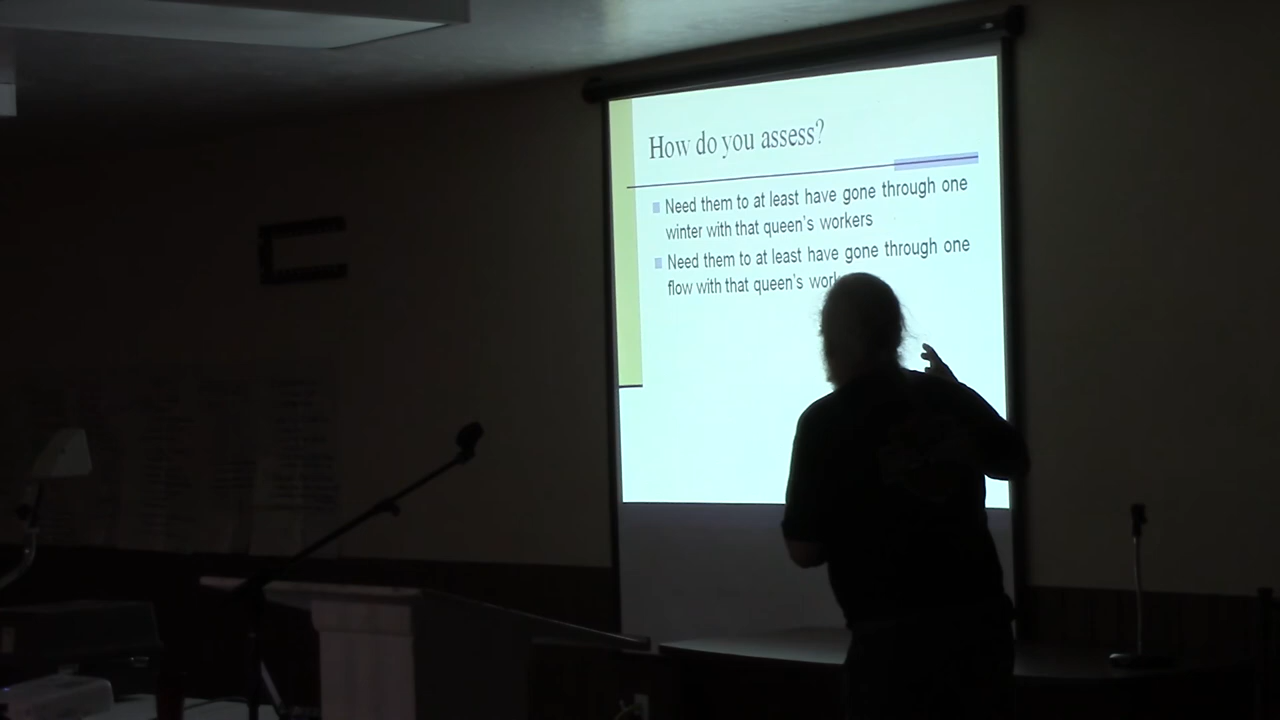 How do you assess?
Need them to at least have gone through one
winter with that queen's workers
Need them to at least have gone through one
flow with that queen's